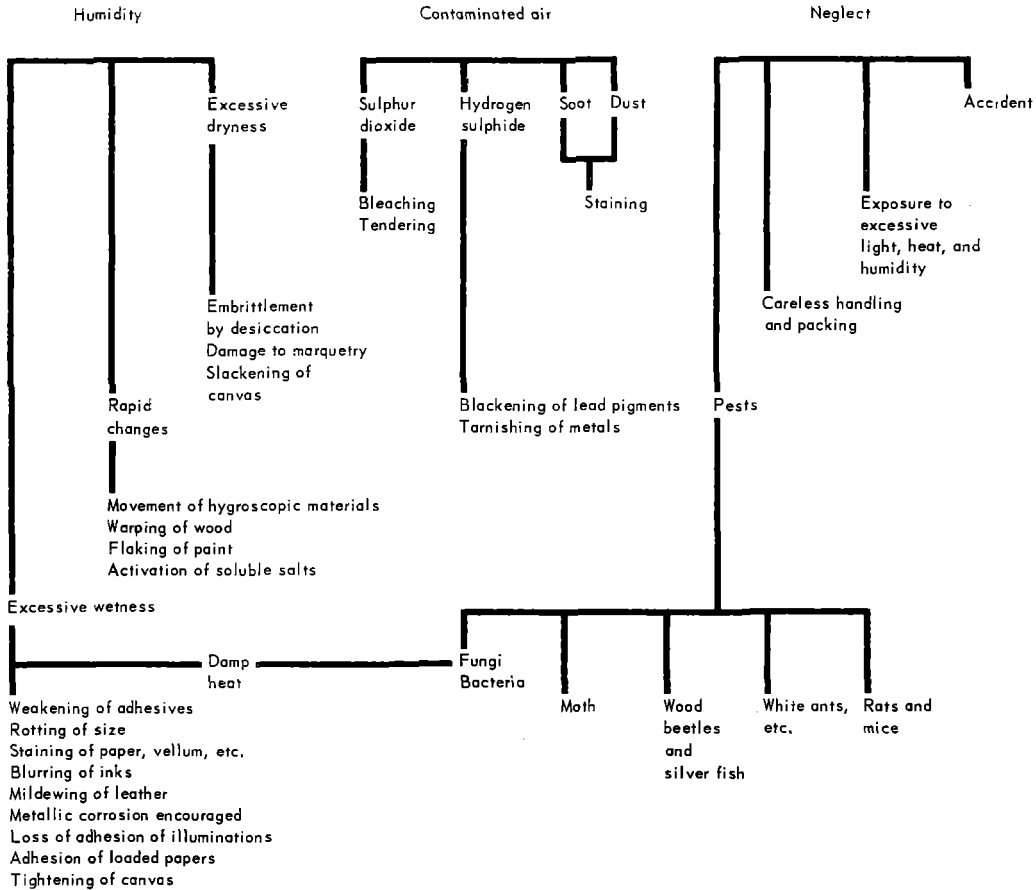 Humidity
Contaminated air
Neglect
Excessive
dryness
Sulphur
dioxide
Hydrogen
sulphide
Soot
Dust
Accident
Bleaching
Tendering
Staining
Exposure to
excessive
light, heat, and
humidity
Embrittlement
by desiccation
Damage to marquetry
Slackening of
canvas
Careless handling
and packing
Rapid
changes
Blackening of lead pigments
Tarnishing of metals
Pests
Movement of hygroscopic materials
Warping of wood
Flaking of paint
Activation of soluble salts
Excessive wetness
Damp
heat
Fungi
Bacteria
Weakening of adhesives
Rotting of size
Staining of paper, vellum, etc.
Blurring of inks
Mildewing of leather
Metallic corrosion encouraged
Loss of adhesion of illuminations
Adhesion of loaded papers
Tightening of canvas
Moth
Wood
beetles
and
silver fish
White ants,
etc.
Rats and
mice